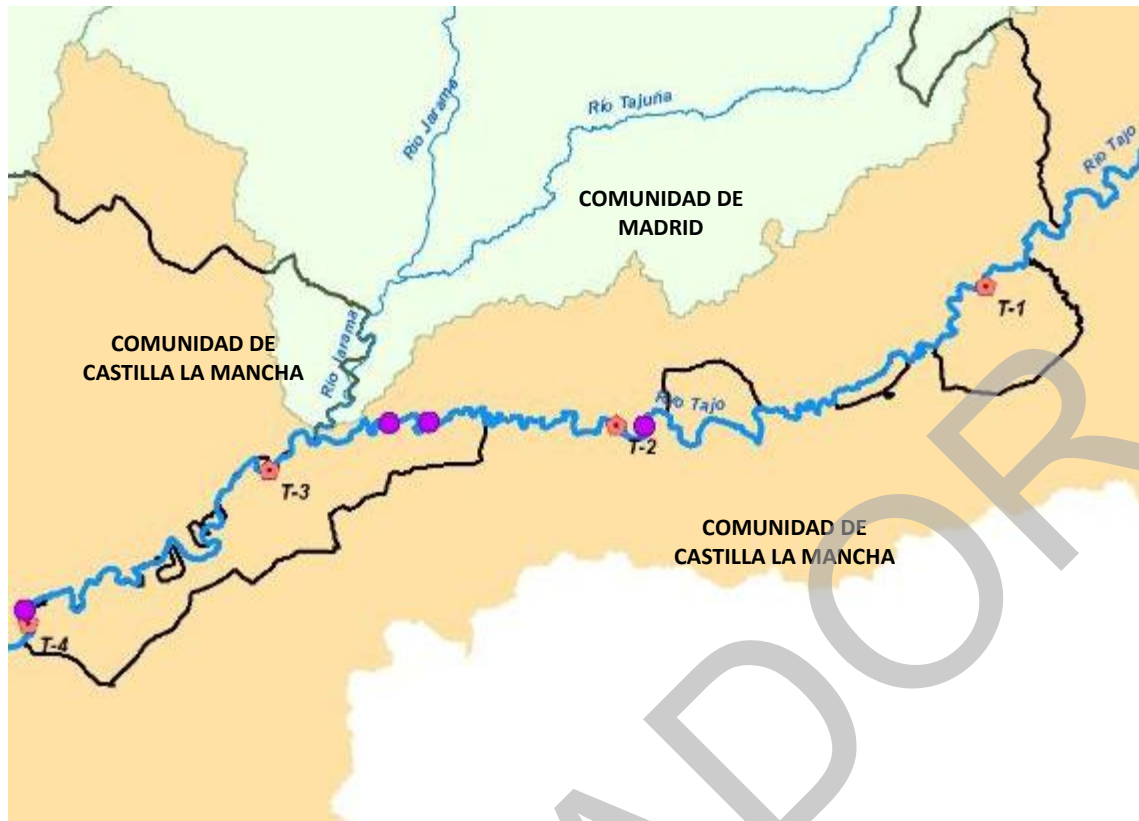 Río Jarama
Río Tajuña
Río Tajo
COMUNIDAD DE
MADRID
T-1
Río Jarama
COMUNIDAD DE
CASTILLA LA MANCHA
Río Tajo
T-2
T-3
COMUNIDAD DE
CASTILLA LA MANCHA
T-4
ADOR